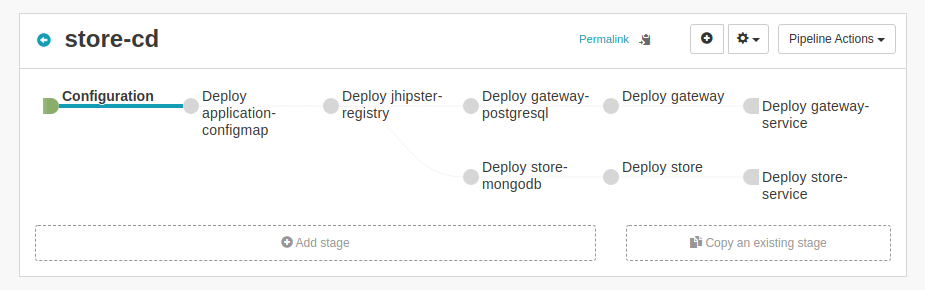 store-cd
Permalink
Pipeline Actions
Configuration
Deploy
application-
configmap
Deploy jhipster-
registry
Deploy gateway-
postgresql
Deploy gateway
Deploy gateway-
service
Deploy store-
mongodb
Deploy store
Deploy store-
service
Add stage
Copy an existing stage